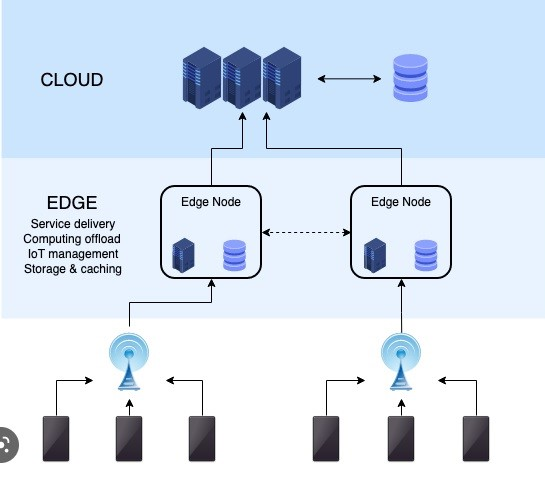 CLOUD
EDGE
Service delivery
Computing offload
IoT management
Storage & caching
Edge Node
Edge Node